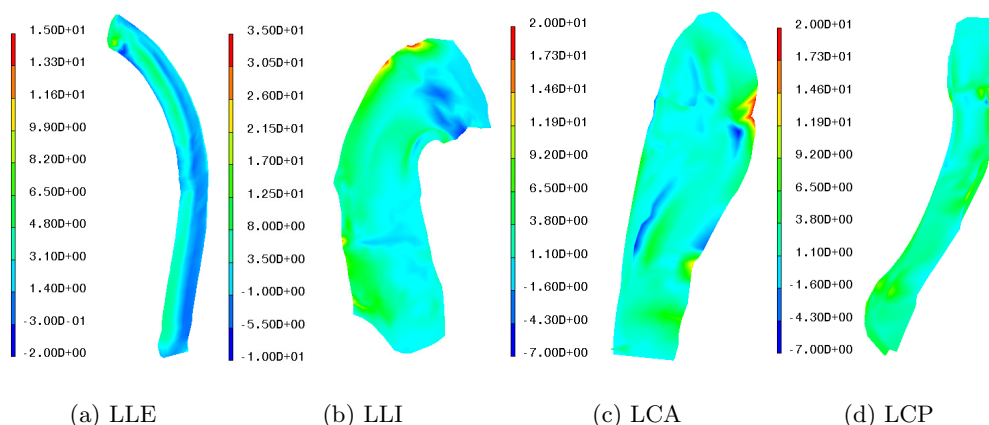 1.50D+01
1.33D+01
1.16D+01
9.90D+00
8.20D+00
6.50D+00
4.80D+00
3.10D+00
1.40D+00
-3.00D-01
-2.00D+00
3.50D+01
3.05D+01
2.60D+01
2.15D+01
1.70D+01
1.25D+01
8.00D+00
3.50D+00
-1.00D+00
-5.50D+00
-1.00D+01
2.00D+01
1.73D+01
1.46D+01
1.19D+01
9.20D+00
6.50D+00
3.80D+00
1.10D+00
-1.60D+00
-4.30D+00
-7.00D+00
2.00D+01
1.73D+01
1.46D+01
1.19D+01
9.20D+00
6.50D+00
3.80D+00
1.10D+00
-1.60D+00
-4.30D+00
-7.00D+00
(a) LLE
(b) LLI
(c) LCA
(d) LCP